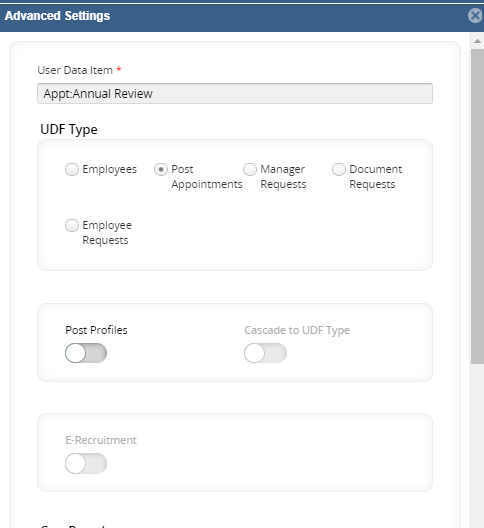 Advanced Settings
User Data Item *
Appt:Annual Review
UDF Type
Employees
Post Appointments
Manager Requests
Document Requests
Employee Requests
Post Profiles
Cascade to UDF Type
E-Recruitment